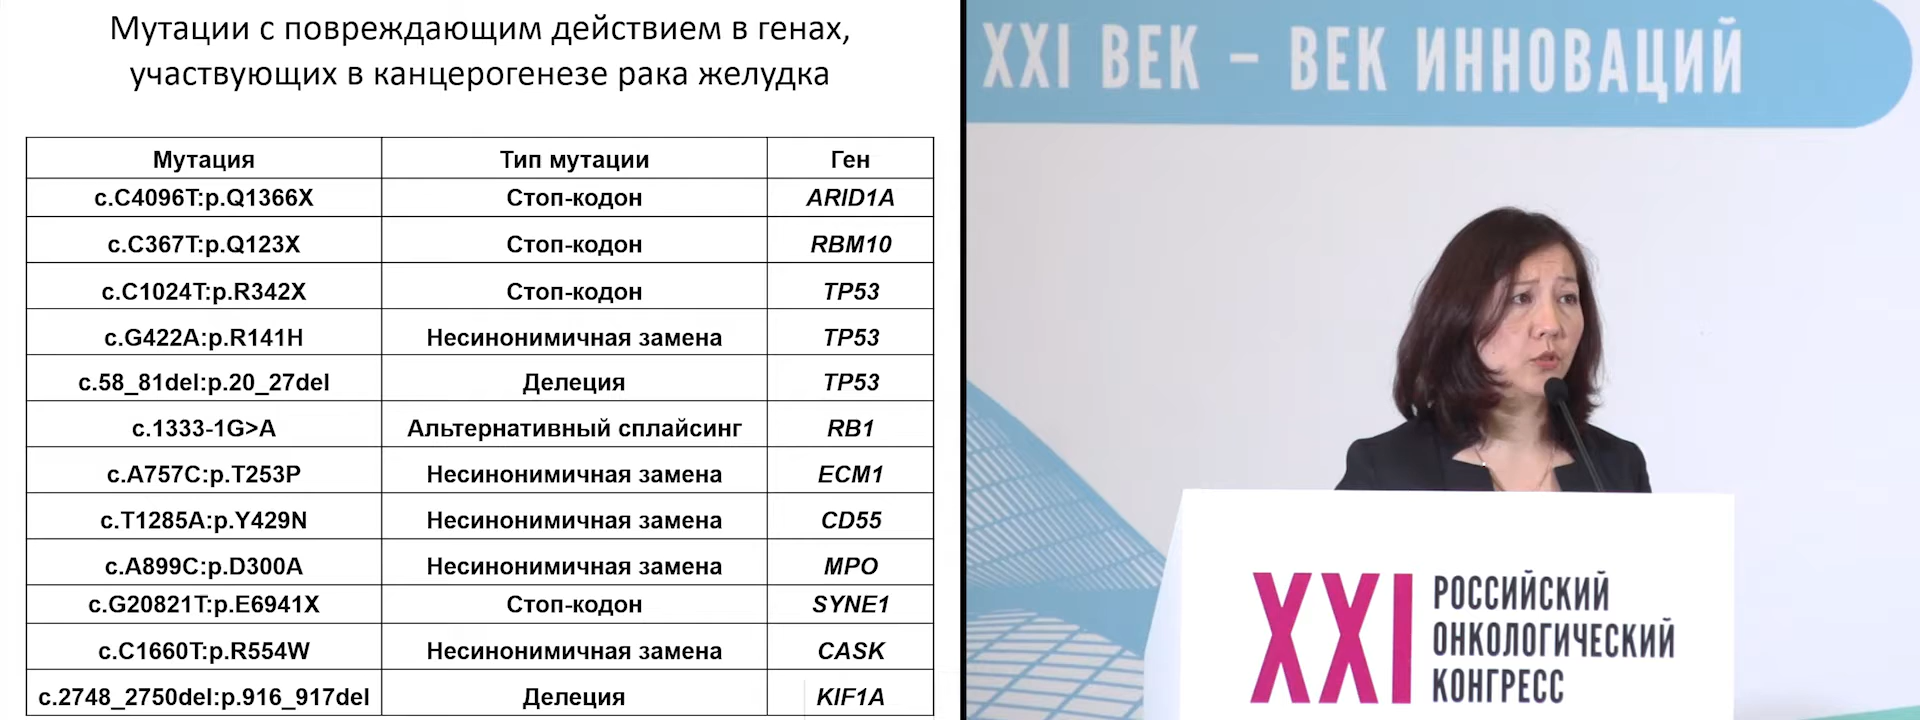 Мутации с повреждающим действием в генах,
участвующих в канцерогенезе рака желудка
Мутация Тип мутации Ген
c.C4096T:p.Q1366X Стоп-кодон ARID1A
c.C367T:p.Q123X Стоп-кодон RBM10
c.C1024T:p.R342X Стоп-кодон TP53
c.G422A:p.R141H Несинонимичная замена TP53
c.58_81del:p.20_27del Делеция TP53
c.1333-1G>A Альтернативный сплайсинг RB1
c.A757C:p.T253P Несинонимичная замена ECM1
c.T1285A:p.Y429N Несинонимичная замена CD55
c.A899C:p.D300A Несинонимичная замена MPO
c.G20821T:p.E6941X Стоп-кодон SYNE1
c.C1660T:p.R554W Несинонимичная замена CASK
c.2748_2750del:p.916_917del Делеция KIF1A
XXI ВЕК – ВЕК ИННОВАЦИЙ
XXI
РОССИЙСКИЙ
ОНКОЛОГИЧЕСКИЙ
КОНГРЕСС